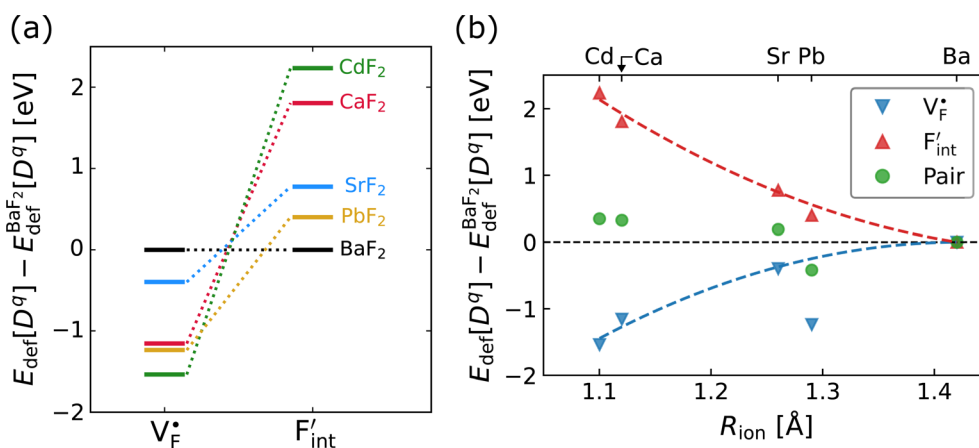 (a)
E_def[D^q] − E_def^BaF₂[D^q] [eV]
2
1
0
−1
−2
CdF₂
CaF₂
SrF₂
PbF₂
BaF₂
V_F^•
F′_int
(b)
Cd
Ca
Sr
Pb
Ba
E_def[D^q] − E_def^BaF₂[D^q] [eV]
2
1
0
−1
−2
V_F^•
F′_int
Pair
1.1
1.2
1.3
1.4
R_ion [Å]